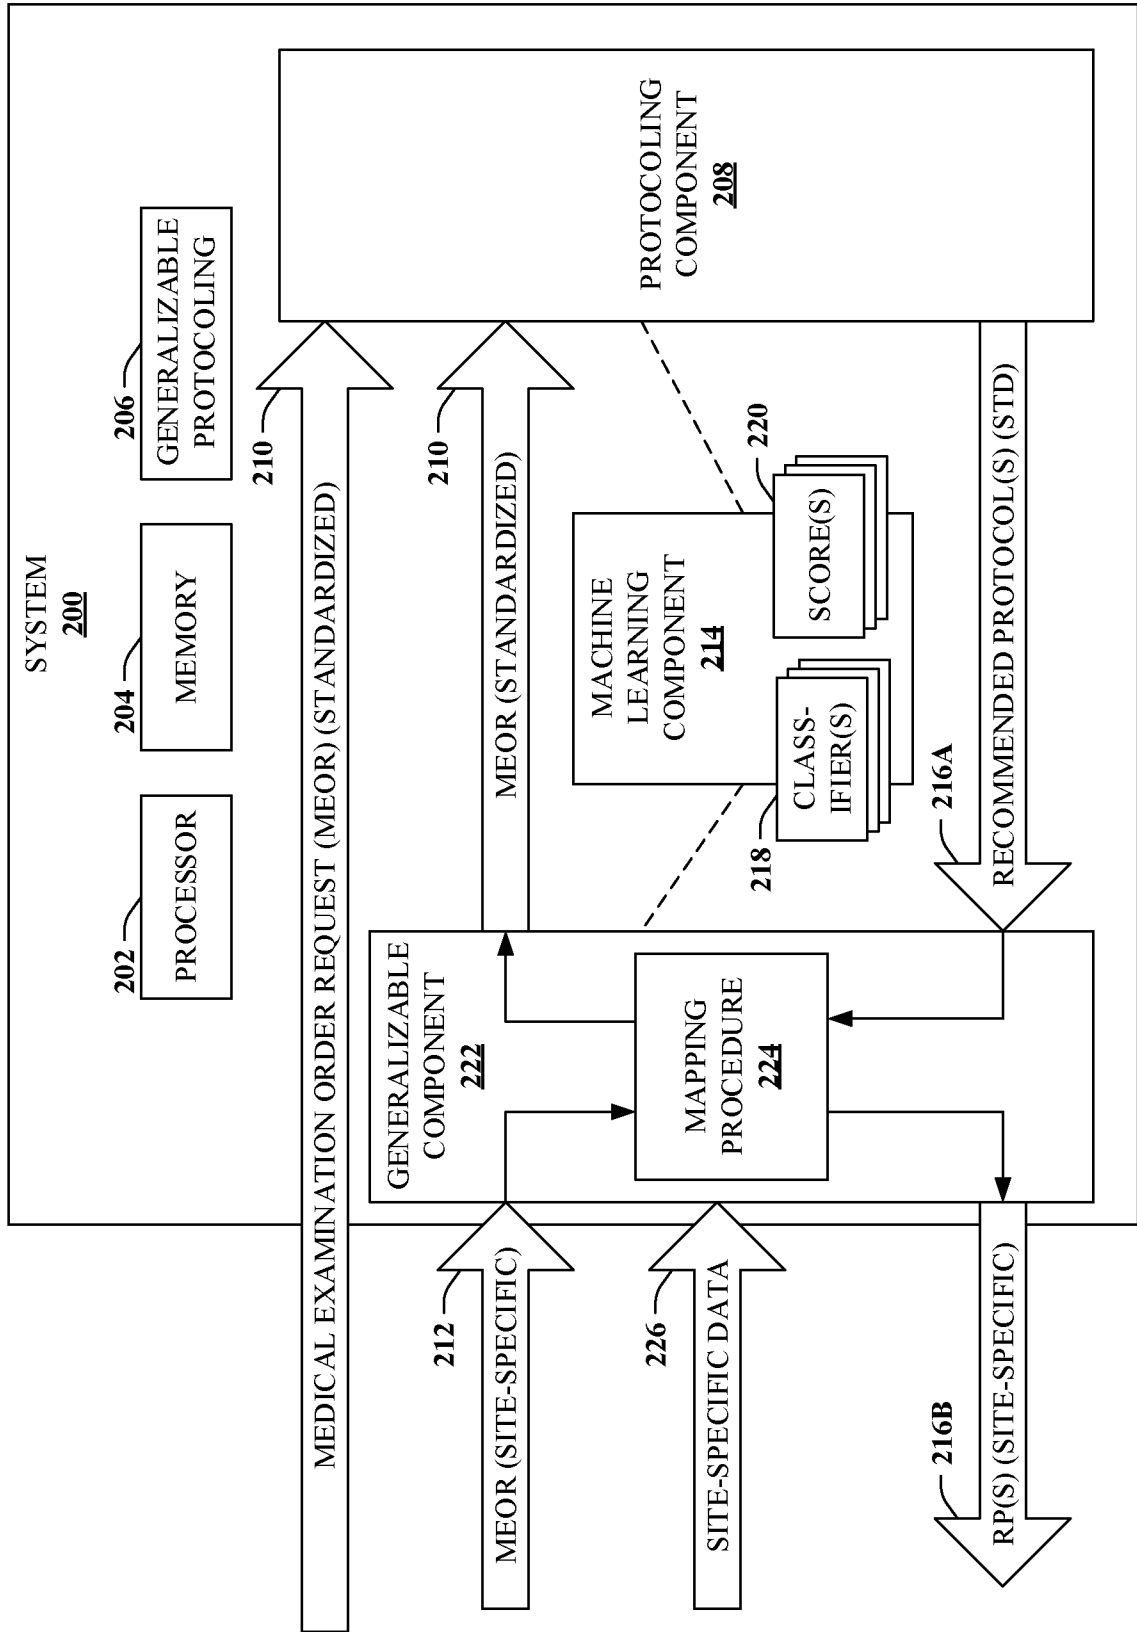 SYSTEM
200
202
PROCESSOR
204
MEMORY
206
GENERALIZABLE
PROTOCOLING
MEDICAL EXAMINATION ORDER REQUEST (MEOR) (STANDARDIZED)
210
212
MEOR (SITE-SPECIFIC)
GENERALIZABLE
COMPONENT
222
MEOR (STANDARDIZED)
210
PROTOCOLING
COMPONENT
208
226
SITE-SPECIFIC DATA
MAPPING
PROCEDURE
224
MACHINE
LEARNING
COMPONENT
214
218
CLASS-
IFIER(S)
220
SCORE(S)
216B
RP(S) (SITE-SPECIFIC)
216A
RECOMMENDED PROTOCOL(S) (STD)